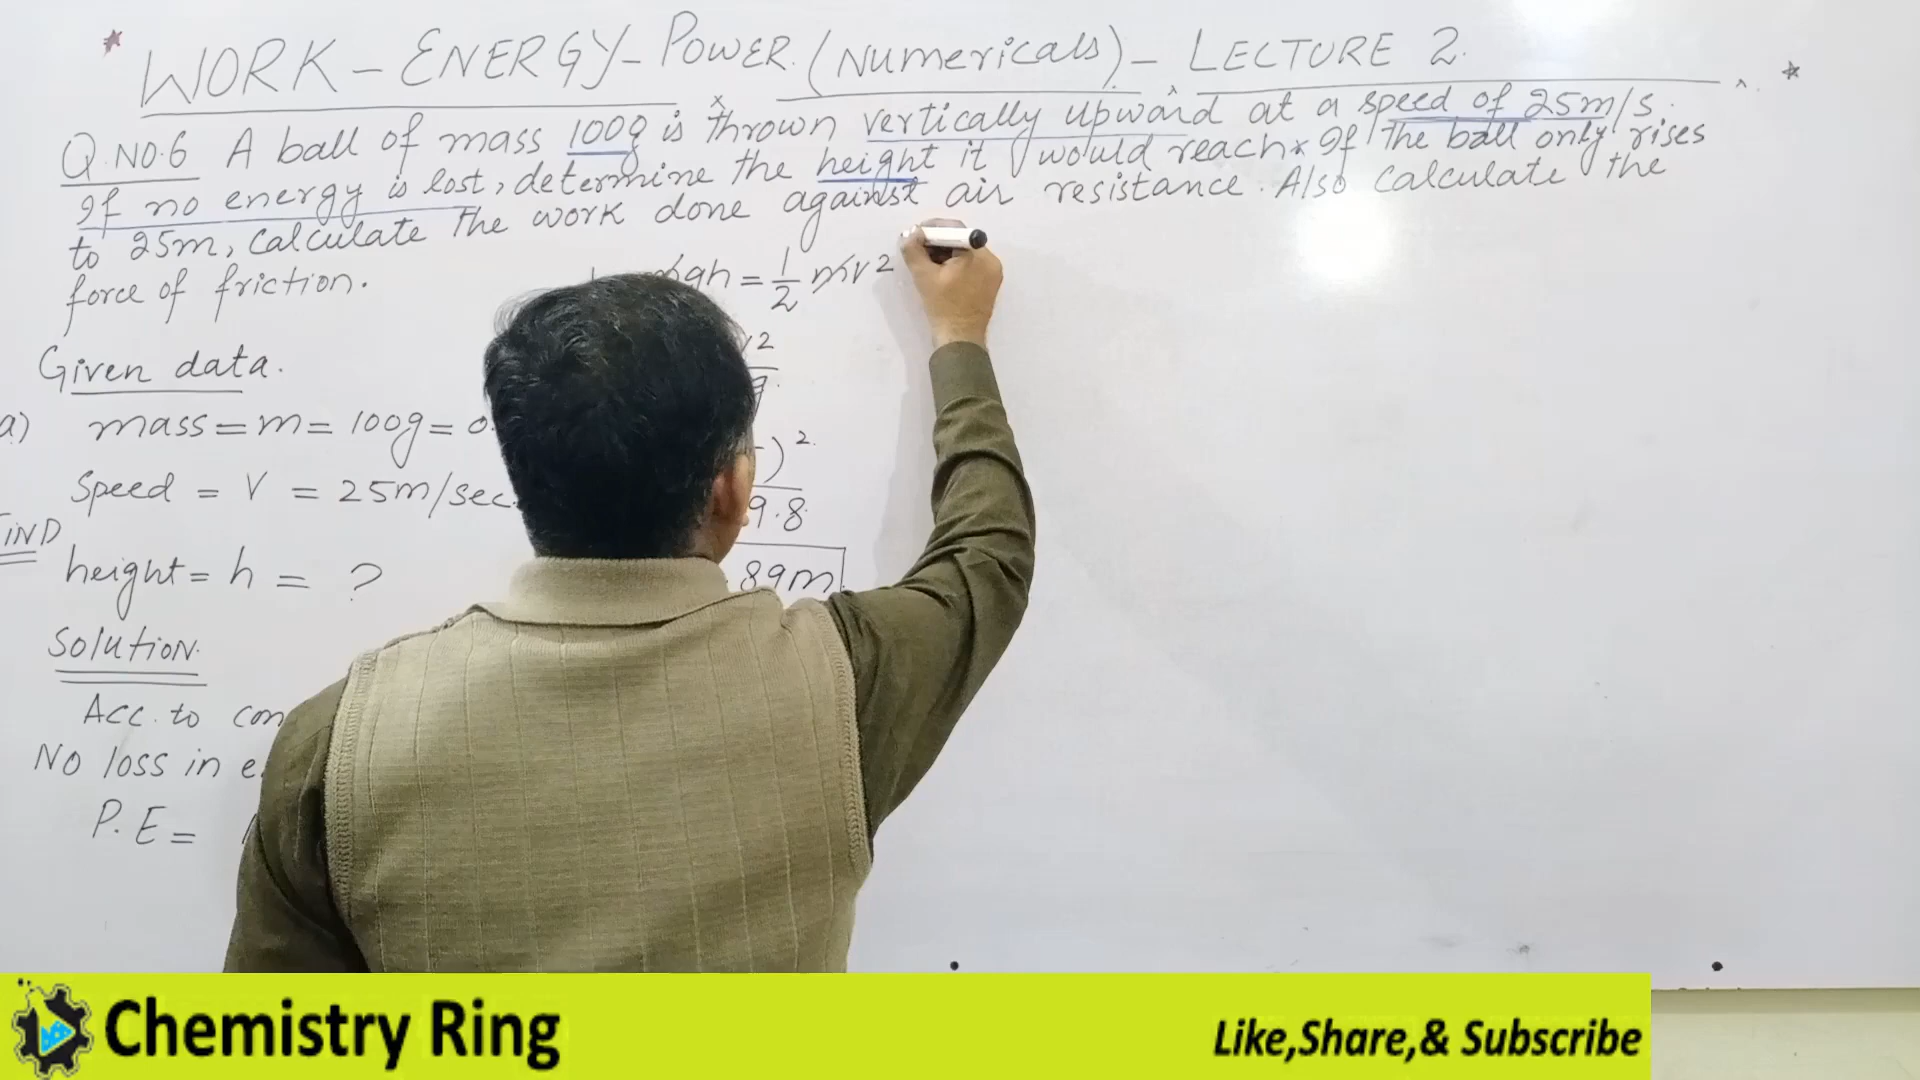 WORK - ENERGY - POWER (NUMERICALS) - LECTURE 2.
Q.NO.6 A ball of mass 100g is thrown vertically upward at a speed of 25m/s.
If no energy is lost, determine the height it would reach. If the ball only rises
to 25m, calculate the work done against air resistance. Also calculate the
force of friction.
gh = 1/2 mv²
Given data.
v²
g
a) mass = m = 100g = 0.
)²
9.8
Speed = V = 25m/sec.
FIND
height = h = ?
89m
Solution.
Acc. to con
No loss in e
P.E =
Chemistry Ring
Like,Share,& Subscribe